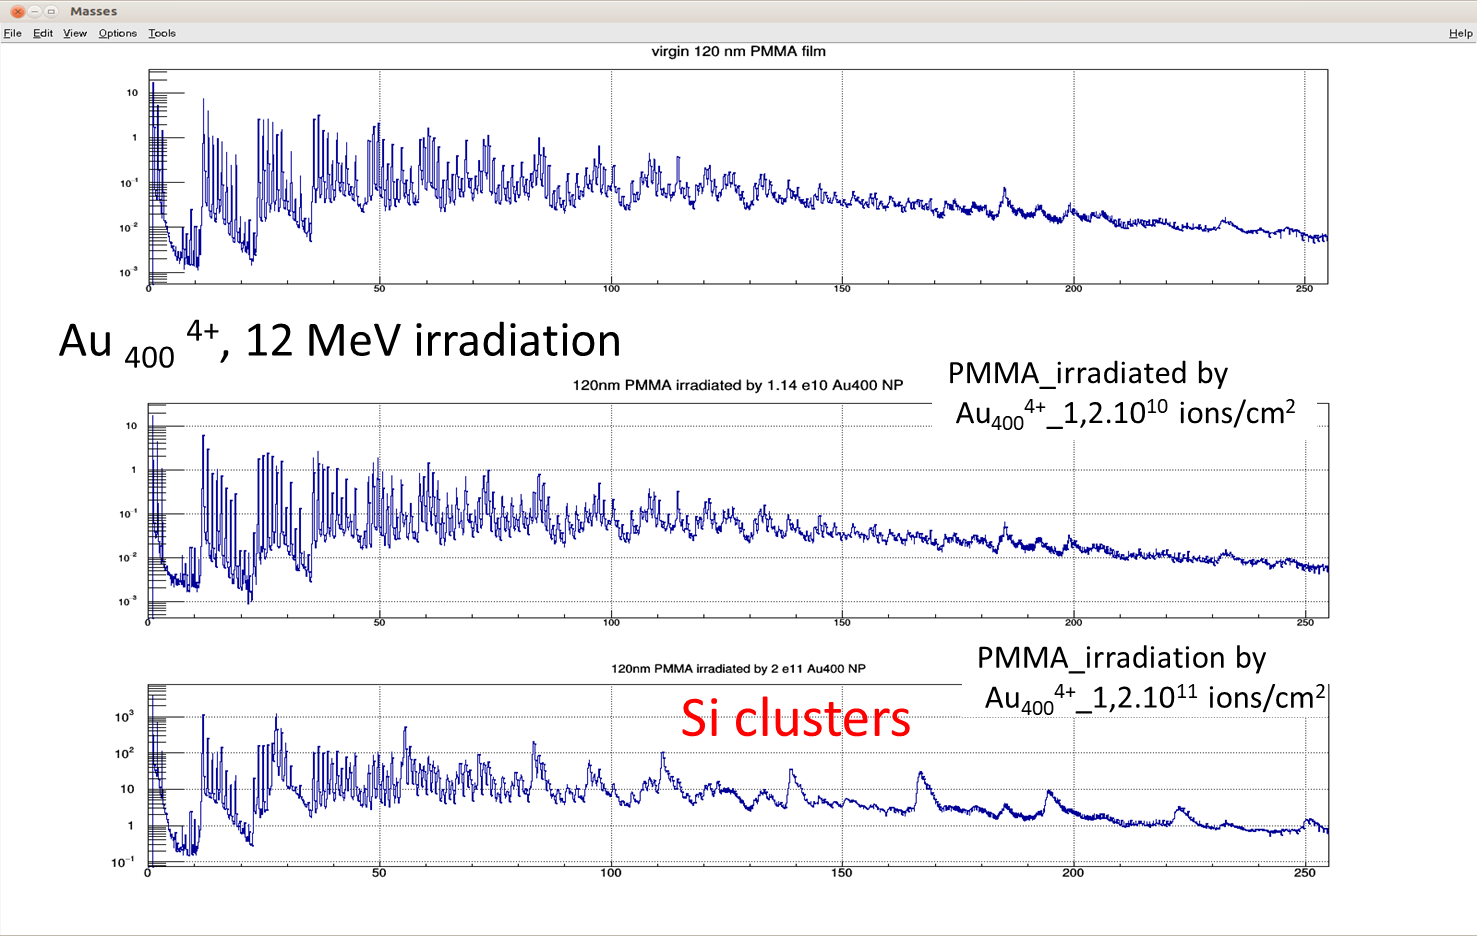 Masses
File Edit View Options Tools Help
virgin 120 nm PMMA film
10
1
10⁻¹
10⁻²
10⁻³
0 50 100 150 200 250
Au 400 4+, 12 MeV irradiation
PMMA_irradiated by
Au400 4+_1,2.10¹⁰ ions/cm²
120nm PMMA irradiated by 1.14 e10 Au400 NP
10
1
10⁻¹
10⁻²
10⁻³
0 50 100 150 200 250
PMMA_irradiation by
Au400 4+_1,2.10¹¹ ions/cm²
120nm PMMA irradiated by 2 e11 Au400 NP
Si clusters
10³
10²
10
1
10⁻¹
0 50 100 150 200 250